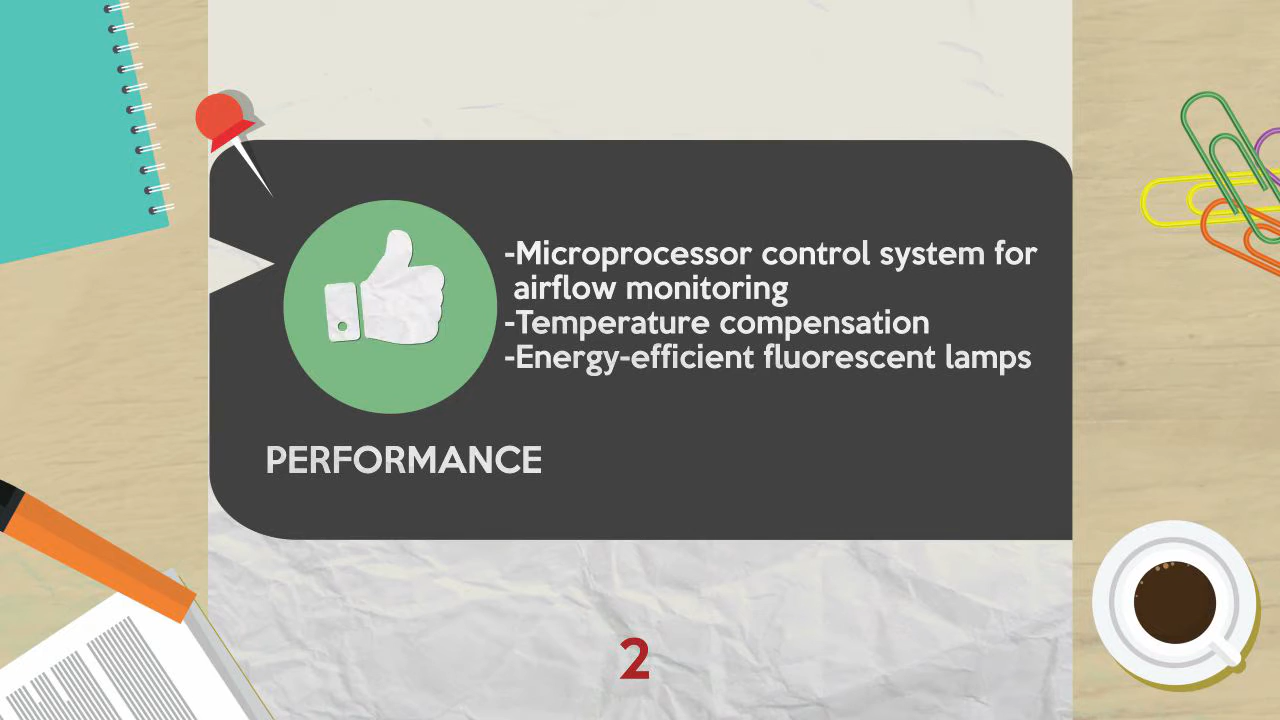 -Microprocessor control system for
airflow monitoring
-Temperature compensation
-Energy-efficient fluorescent lamps
PERFORMANCE
2